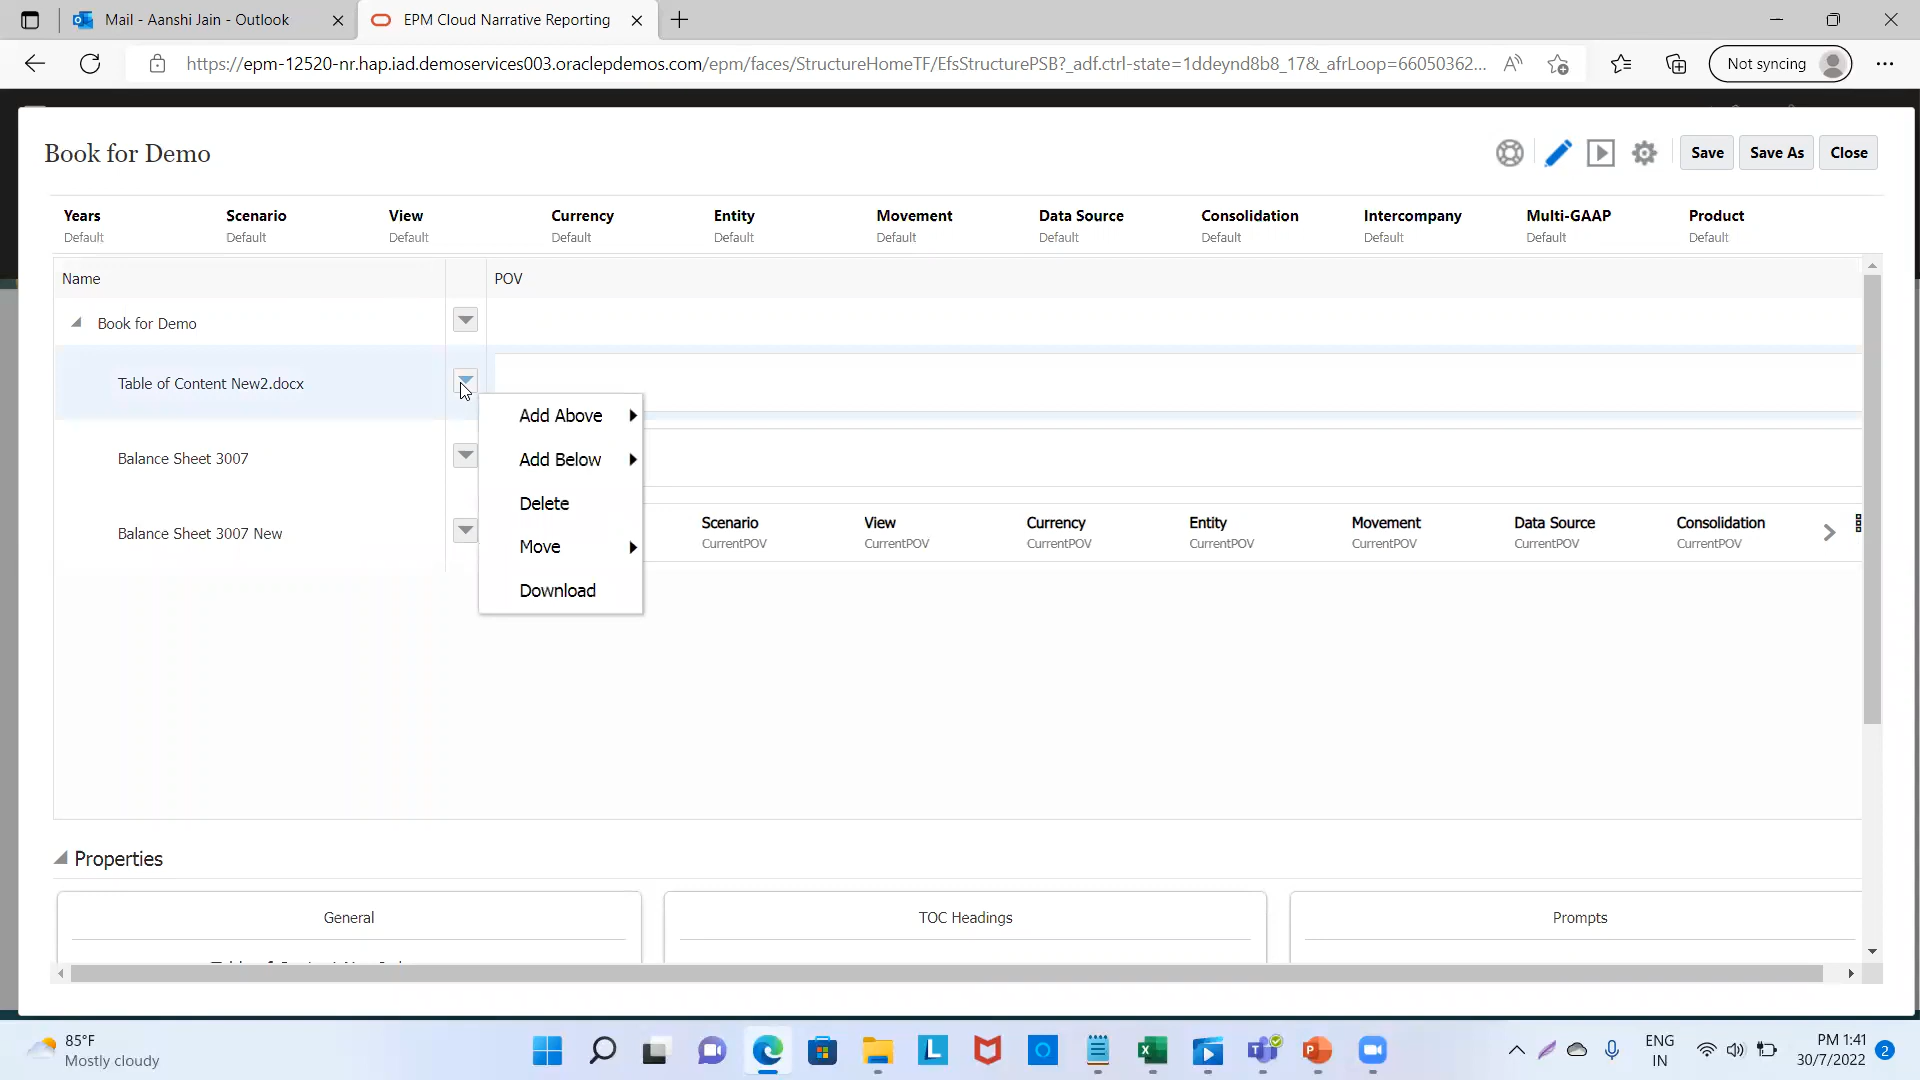 Mail - Aanshi Jain - Outlook
EPM Cloud Narrative Reporting
https://epm-12520-nr.hap.iad.demoservices003.oraclepdemos.com/epm/faces/StructureHomeTF/EfsStructurePSB?_adf.ctrl-state=1ddeynd8b8_17&_afrLoop=66050362...
Not syncing
Book for Demo
Save
Save As
Close
Years
Scenario
View
Currency
Entity
Movement
Data Source
Consolidation
Intercompany
Multi-GAAP
Product
Default
Default
Default
Default
Default
Default
Default
Default
Default
Default
Default
Name
POV
Book for Demo
Table of Content New2.docx
Add Above
Add Below
Delete
Move
Download
Balance Sheet 3007
Balance Sheet 3007 New
Scenario
View
Currency
Entity
Movement
Data Source
Consolidation
CurrentPOV
CurrentPOV
CurrentPOV
CurrentPOV
CurrentPOV
CurrentPOV
CurrentPOV
Properties
General
TOC Headings
Prompts
85°F
Mostly cloudy
ENG
IN
PM 1:41
30/7/2022
2